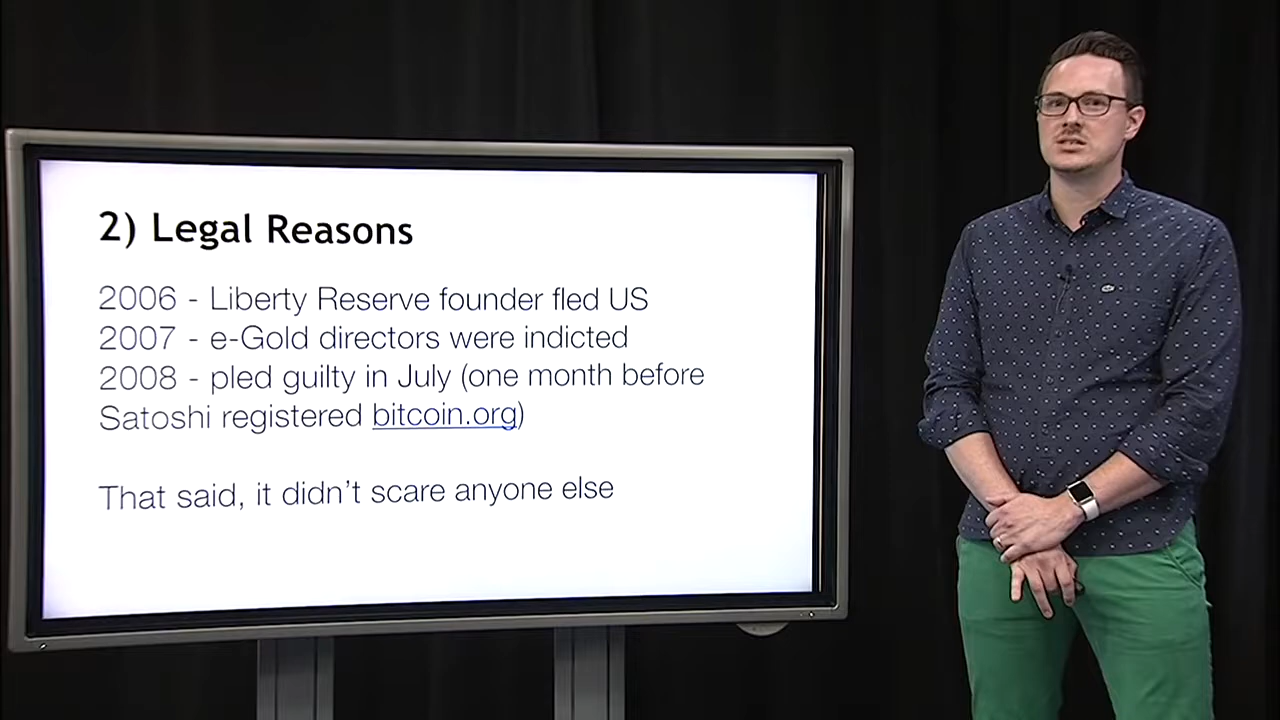 2) Legal Reasons
2006 - Liberty Reserve founder fled US
2007 - e-Gold directors were indicted
2008 - pled guilty in July (one month before
Satoshi registered bitcoin.org)
That said, it didn't scare anyone else